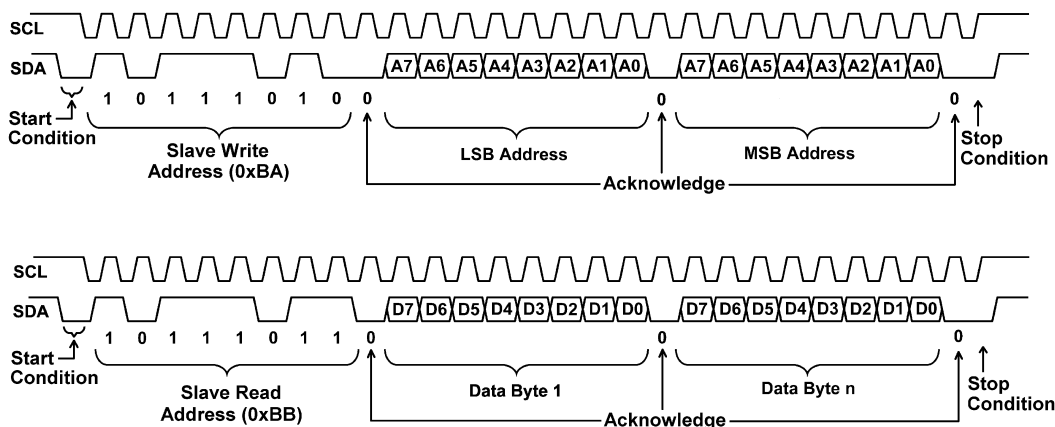 SCL
SDA
A7 A6 A5 A4 A3 A2 A1 A0 A7 A6 A5 A4 A3 A2 A1 A0
1 0 1 1 1 0 1 0 0 0 0
Start
Condition
Slave Write
Address (0xBA)
LSB Address
MSB Address
Stop
Condition
Acknowledge
SCL
SDA
D7 D6 D5 D4 D3 D2 D1 D0 D7 D6 D5 D4 D3 D2 D1 D0
1 0 1 1 1 0 1 1 0 0 0
Start
Condition
Slave Read
Address (0xBB)
Data Byte 1
Data Byte n
Stop
Condition
Acknowledge